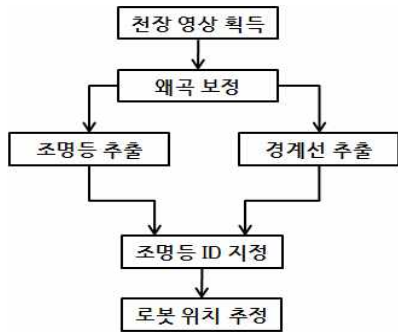 천장 영상 획득
왜곡 보정
조명등 추출
경계선 추출
조명등 ID 지정
로봇 위치 추정